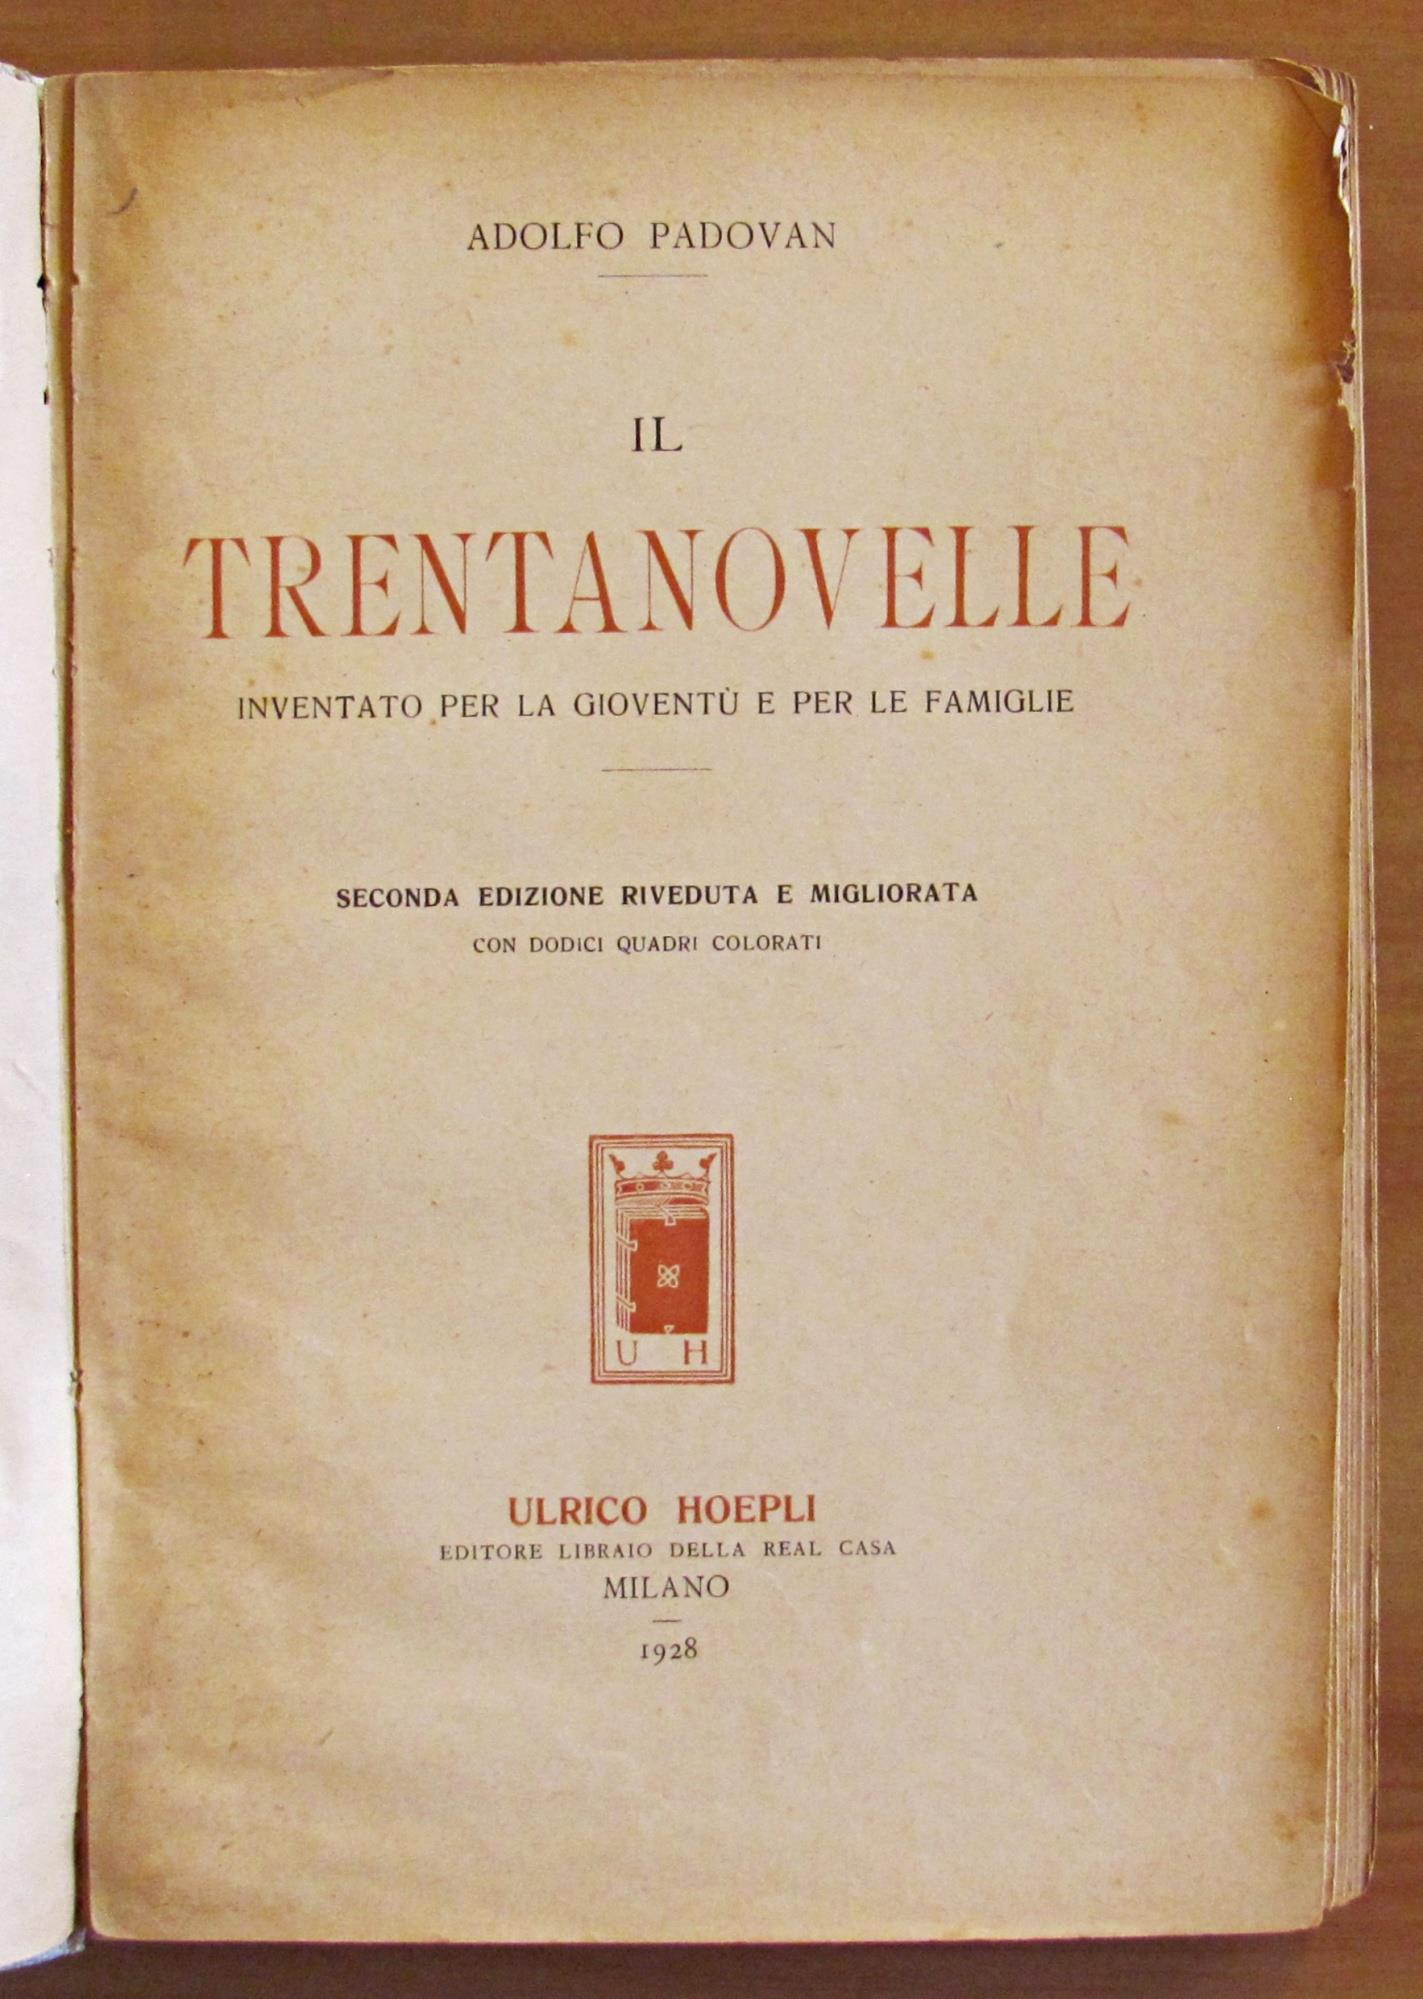 ADOLFO PADOVAN
IL
TRENTANOVELLE
INVENTATO PER LA GIOVENTÙ E PER LE FAMIGLIE
SECONDA EDIZIONE RIVEDUTA E MIGLIORATA
CON DODICI QUADRI COLORATI
U H
ULRICO HOEPLI
EDITORE LIBRAIO DELLA REAL CASA
MILANO
1928